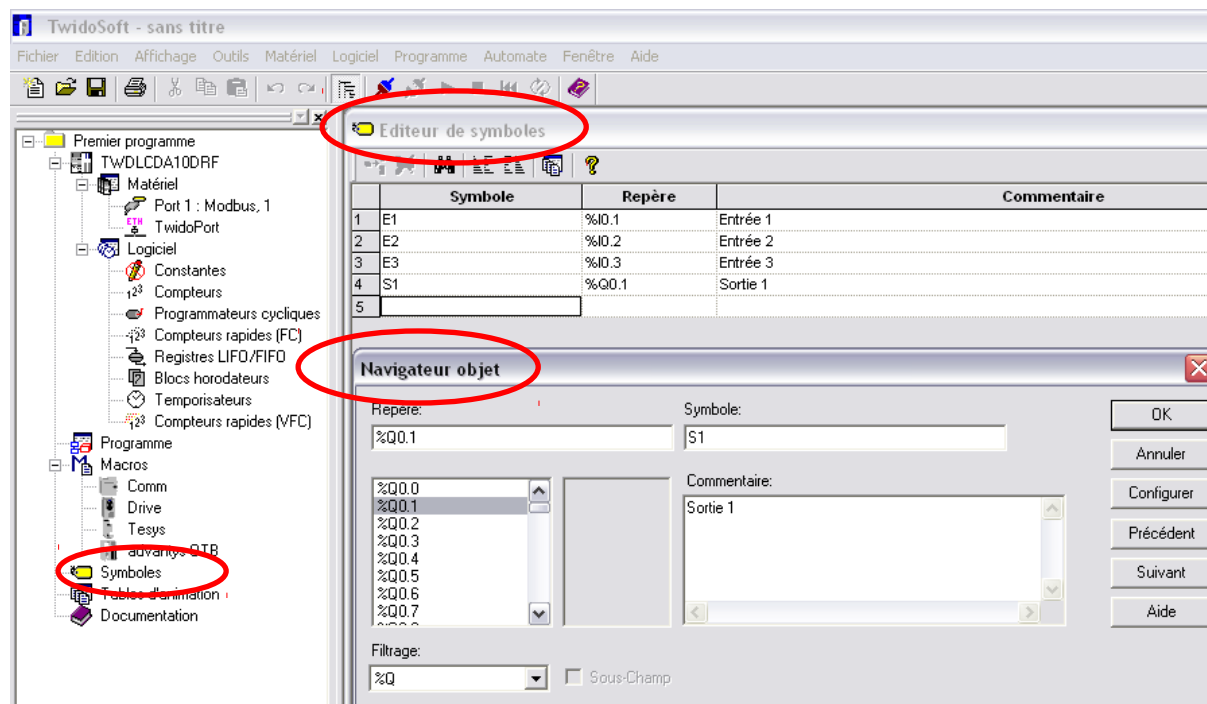 TwidoSoft - sans titre
Fichier Edition Affichage Outils Matériel Logiciel Programme Automate Fenêtre Aide
Premier programme
TWDLCDA10DRF
Matériel
Port 1 : Modbus, 1
TwidoPort
Logiciel
Constantes
Compteurs
Programmateurs cycliques
Compteurs rapides (FC)
Registres LIFO/FIFO
Blocs horodateurs
Temporisateurs
Compteurs rapides (VFC)
Programme
Macros
Comm
Drive
Tesys
advantys OTB
Symboles
Tables d'animation
Documentation
Editeur de symboles
Symbole Repère Commentaire
1 E1 %I0.1 Entrée 1
2 E2 %I0.2 Entrée 2
3 E3 %I0.3 Entrée 3
4 S1 %Q0.1 Sortie 1
5
Navigateur objet
Repère: Symbole:
%Q0.1 S1
%Q0.0
%Q0.1
%Q0.2
%Q0.3
%Q0.4
%Q0.5
%Q0.6
%Q0.7
Commentaire:
Sortie 1
OK
Annuler
Configurer
Précédent
Suivant
Aide
Filtrage:
%Q Sous-Champ